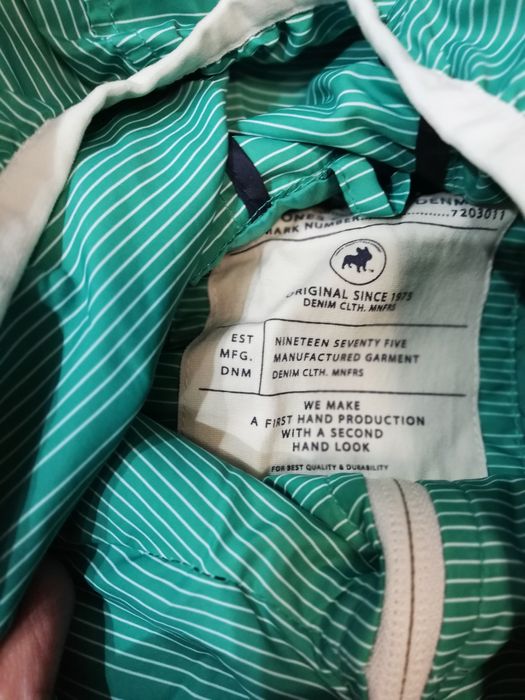 GENM
ONES
MARK NUMBER..............7203011
ORIGINAL SINCE 1975
DENIM CLTH. MNFRS
EST
MFG.
DNM
NINETEEN SEVENTY FIVE
MANUFACTURED GARMENT
DENIM CLTH. MNFRS
WE MAKE
A FIRST HAND PRODUCTION
WITH A SECOND
HAND LOOK
FOR BEST QUALITY & DURABILITY